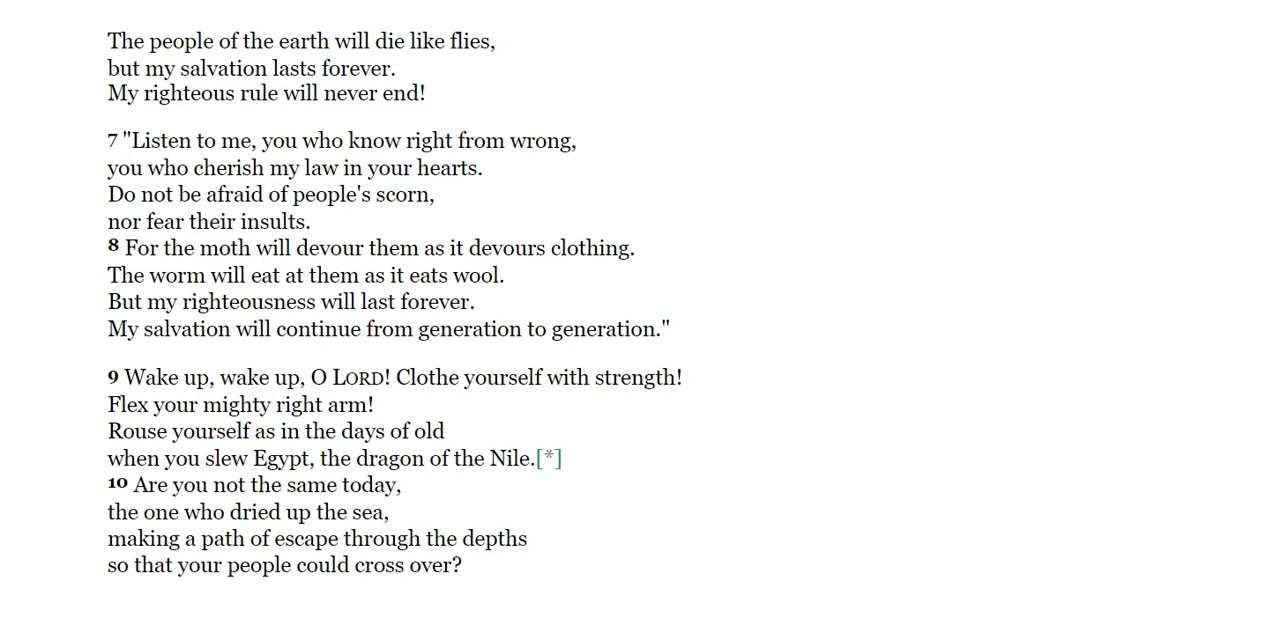 The people of the earth will die like flies,
but my salvation lasts forever.
My righteous rule will never end!
7 "Listen to me, you who know right from wrong,
you who cherish my law in your hearts.
Do not be afraid of people's scorn,
nor fear their insults.
8 For the moth will devour them as it devours clothing.
The worm will eat at them as it eats wool.
But my righteousness will last forever.
My salvation will continue from generation to generation."
9 Wake up, wake up, O LORD! Clothe yourself with strength!
Flex your mighty right arm!
Rouse yourself as in the days of old
when you slew Egypt, the dragon of the Nile.[*]
10 Are you not the same today,
the one who dried up the sea,
making a path of escape through the depths
so that your people could cross over?